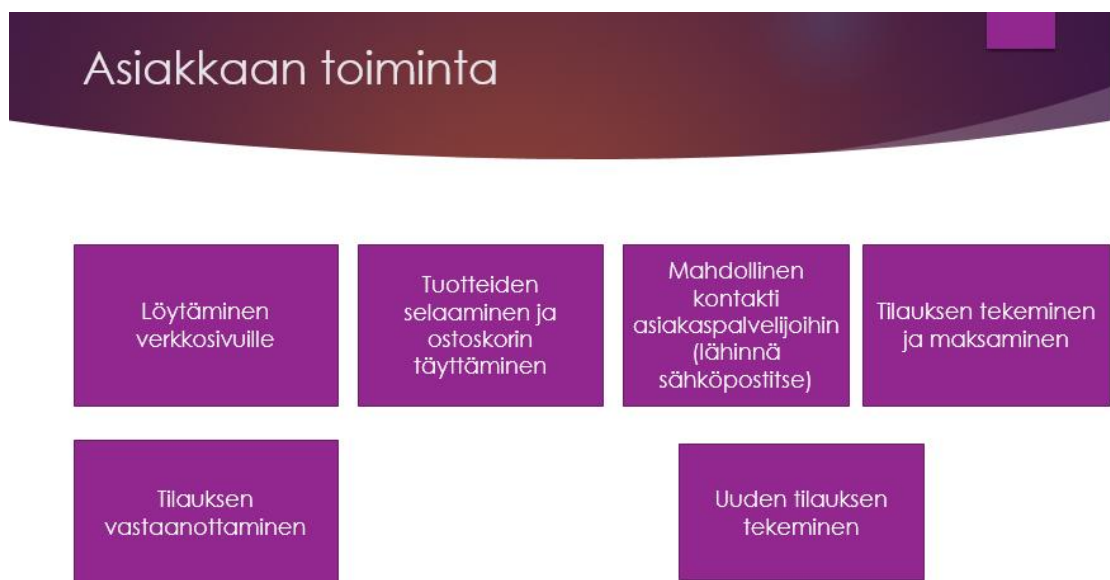 Asiakkaan toiminta
Löytäminen
verkkosivuille
Tuotteiden
selaaminen ja
ostoskorin
täyttäminen
Mahdollinen
kontakti
asiakaspalvelijoihin
(lähinnä
sähköpostitse)
Tilauksen tekeminen
ja maksaminen
Tilauksen
vastaanottaminen
Uuden tilauksen
tekeminen